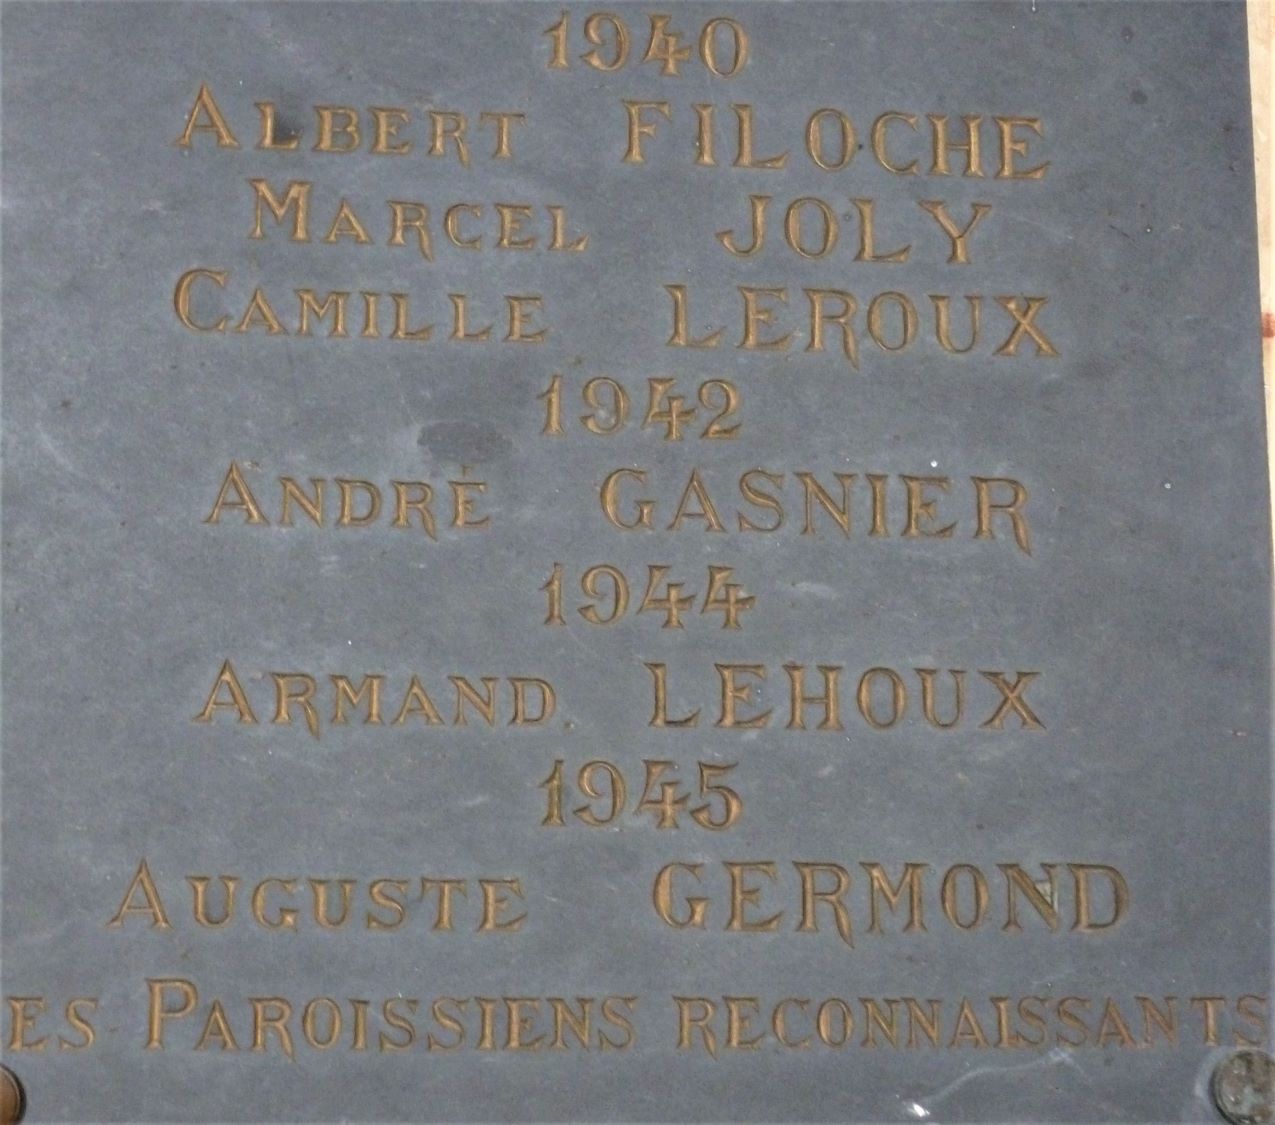 1940
ALBERT FILOCHE
MARCEL JOLY
CAMILLE LEROUX
1942
ANDRÉ GASNIER
1944
ARMAND LEHOUX
1945
AUGUSTE GERMOND
ES PAROISSIENS RECONNAISSANTS